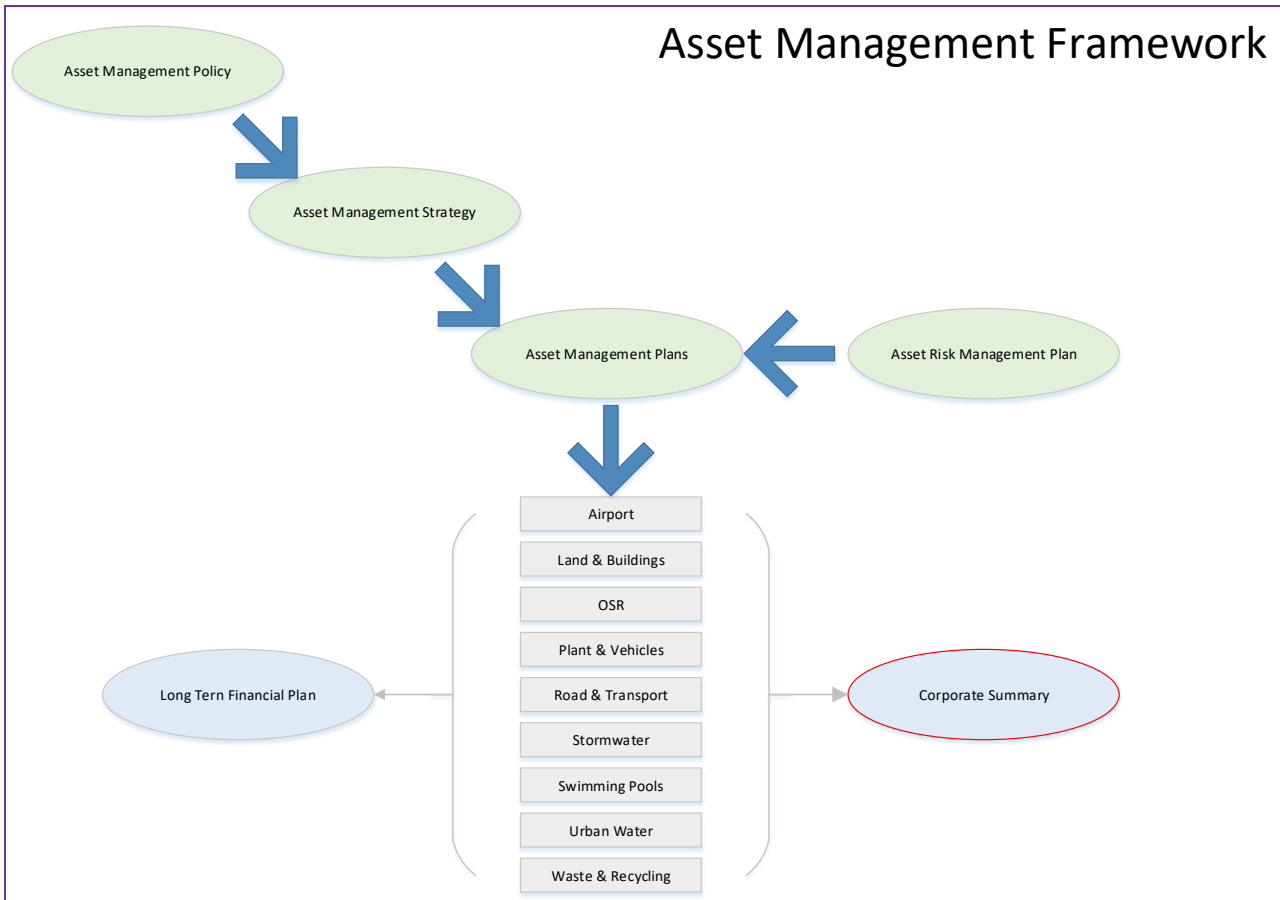 Asset Management Framework
Asset Management Policy
Asset Management Strategy
Asset Management Plans
Asset Risk Management Plan
Airport
Land & Buildings
OSR
Plant & Vehicles
Road & Transport
Stormwater
Swimming Pools
Urban Water
Waste & Recycling
Long Tern Financial Plan
Corporate Summary